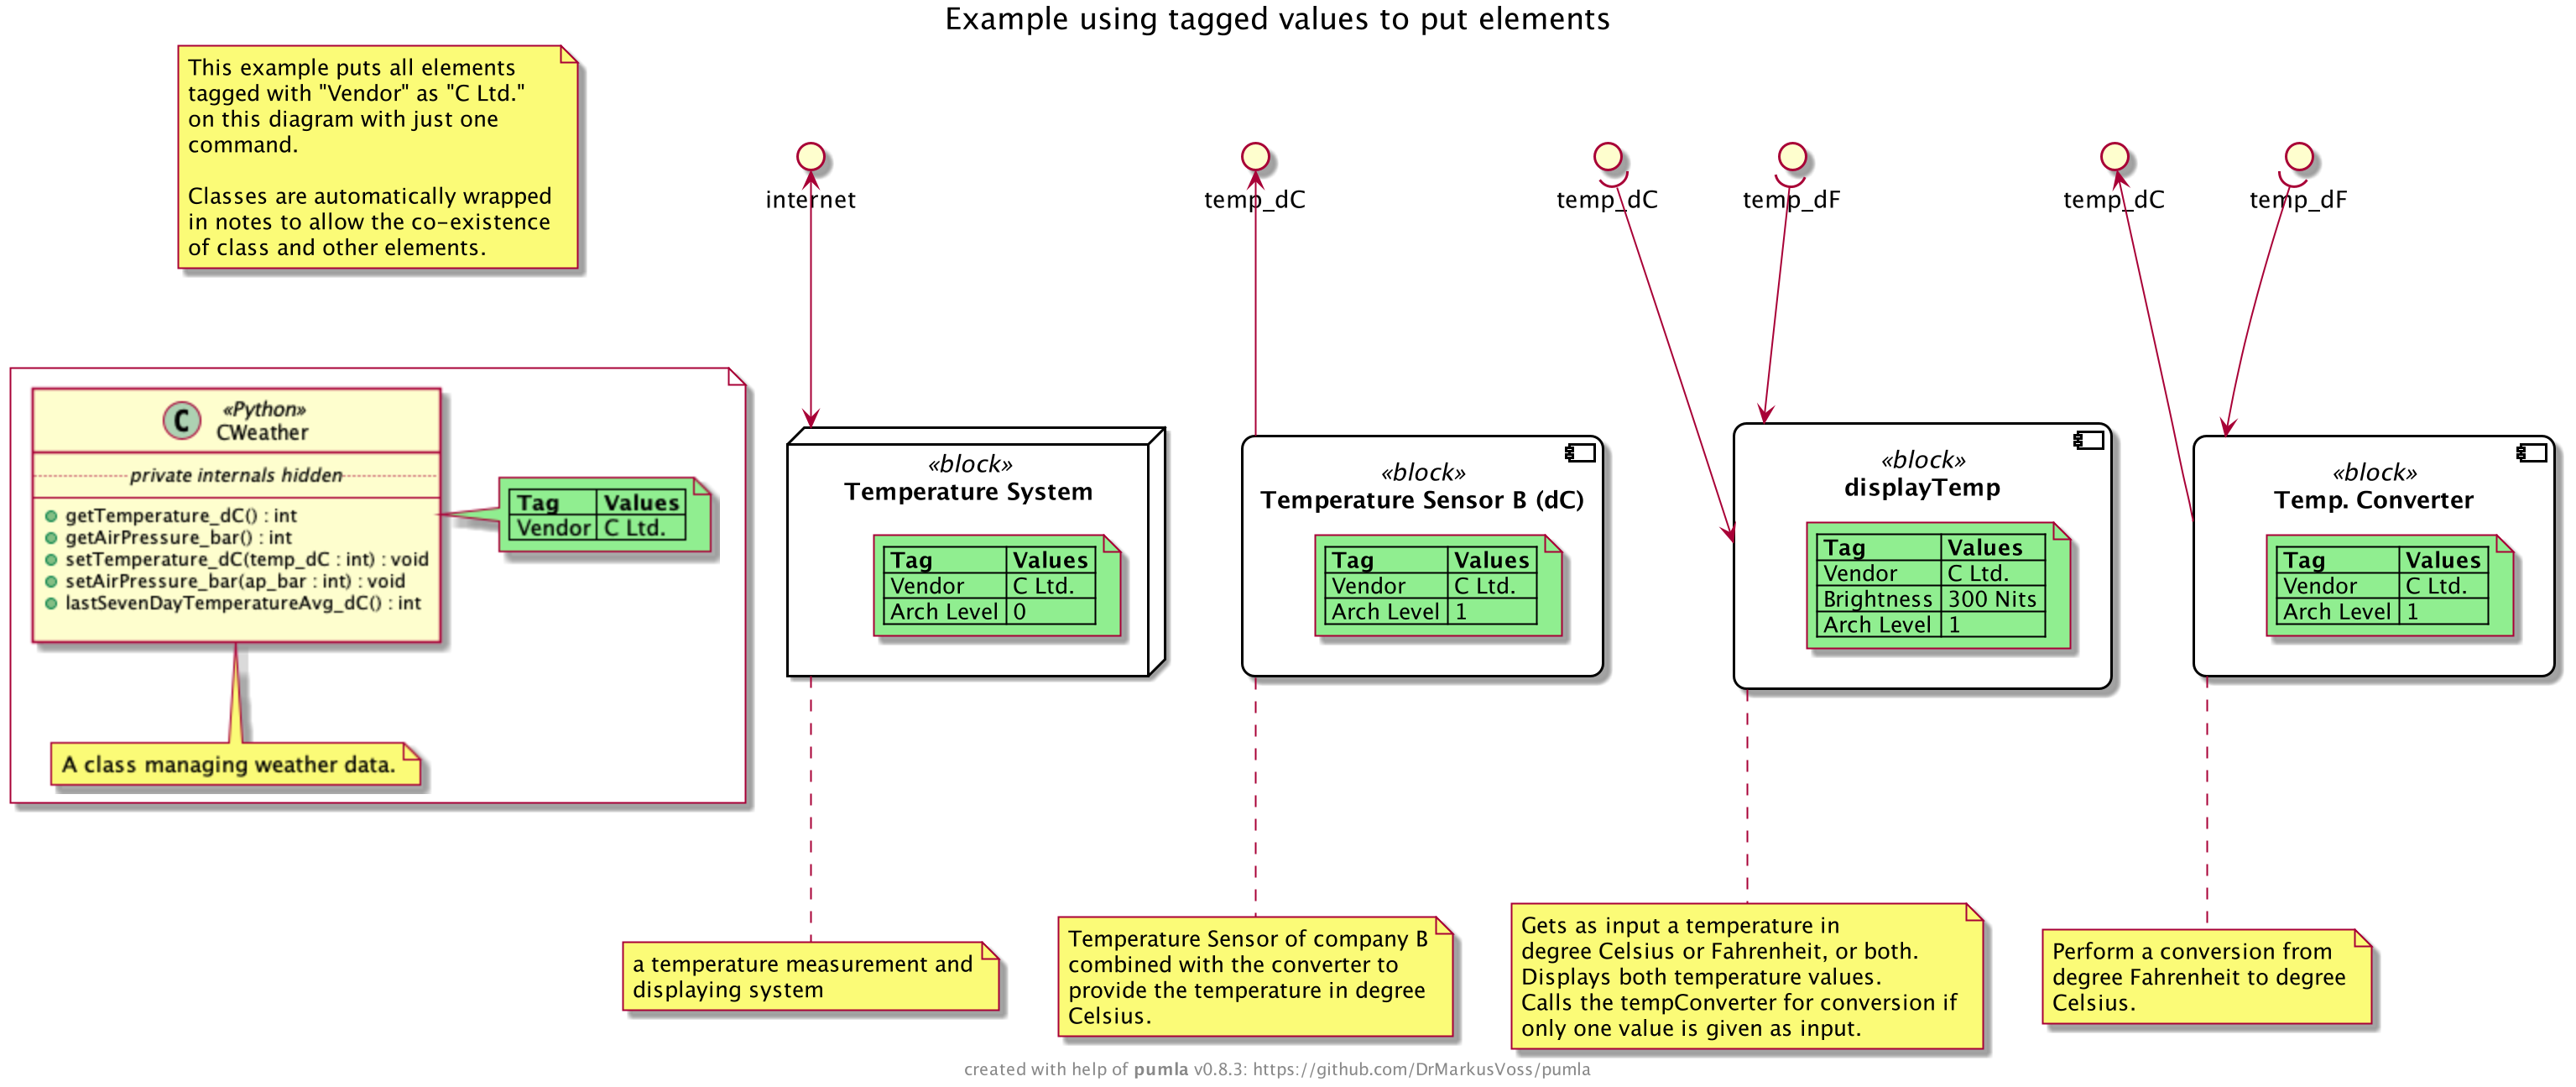 Example using tagged values to put elements
This example puts all elements
tagged with "Vendor" as "C Ltd."
on this diagram with just one
command.
Classes are automatically wrapped
in notes to allow the co-existence
of class and other elements.
internet
temp_dC
temp_dC
temp_dF
temp_dC
temp_dF
C
«Python»
CWeather
private internals hidden
getTemperature_dC() : int
getAirPressure_bar() : int
setTemperature_dC(temp_dC : int) : void
setAirPressure_bar(ap_bar : int) : void
lastSevenDayTemperatureAvg_dC() : int
Tag Values
Vendor C Ltd.
A class managing weather data.
«block»
Temperature System
Tag Values
Vendor C Ltd.
Arch Level 0
«block»
Temperature Sensor B (dC)
Tag Values
Vendor C Ltd.
Arch Level 1
«block»
displayTemp
Tag Values
Vendor C Ltd.
Brightness 300 Nits
Arch Level 1
«block»
Temp. Converter
Tag Values
Vendor C Ltd.
Arch Level 1
a temperature measurement and
displaying system
Temperature Sensor of company B
combined with the converter to
provide the temperature in degree
Celsius.
Gets as input a temperature in
degree Celsius or Fahrenheit, or both.
Displays both temperature values.
Calls the tempConverter for conversion if
only one value is given as input.
Perform a conversion from
degree Fahrenheit to degree
Celsius.
created with help of pumla v0.8.3: https://github.com/DrMarkusVoss/pumla